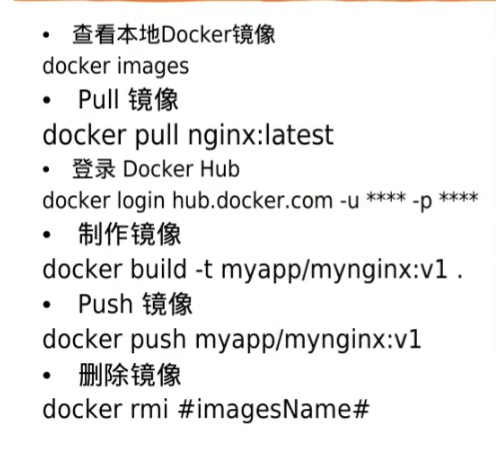 • 查看本地Docker镜像
docker images
• Pull 镜像
docker pull nginx:latest
• 登录 Docker Hub
docker login hub.docker.com -u **** -p ****
• 制作镜像
docker build -t myapp/mynginx:v1 .
• Push 镜像
docker push myapp/mynginx:v1
• 删除镜像
docker rmi #imagesName#